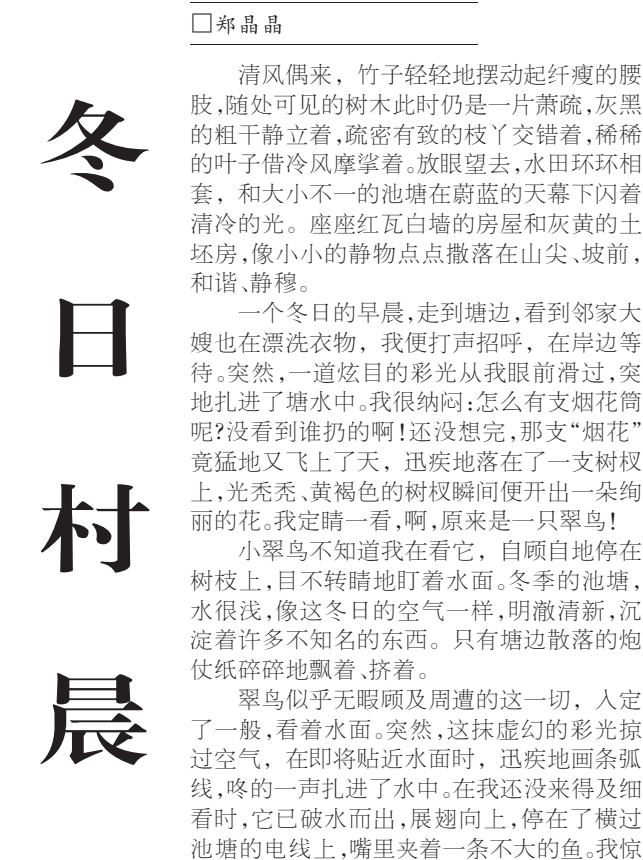 冬日村晨
□郑晶晶
清风偶来，竹子轻轻地摆动起纤瘦的腰
肢，随处可见的树木此时仍是一片萧疏，灰黑
的粗干静立着，疏密有致的枝丫交错着，稀稀
的叶子借冷风摩挲着。放眼望去，水田环环相
套，和大小不一的池塘在蔚蓝的天幕下闪着
清冷的光。座座红瓦白墙的房屋和灰黄的土
坯房，像小小的静物点点撒落在山尖、坡前，
和谐、静穆。
一个冬日的早晨，走到塘边，看到邻家大
嫂也在漂洗衣物，我便打声招呼，在岸边等
待。突然，一道炫目的彩光从我眼前滑过，突
地扎进了塘水中。我很纳闷：怎么有支烟花筒
呢？没看到谁扔的啊！还没想完，那支“烟花”
竟猛地又飞上了天，迅疾地落在了一支树杈
上，光秃秃、黄褐色的树杈瞬间便开出一朵绚
丽的花。我定睛一看，啊，原来是一只翠鸟！
小翠鸟不知道我在看它，自顾自地停在
树枝上，目不转睛地盯着水面。冬季的池塘，
水很浅，像这冬日的空气一样，明澈清新，沉
淀着许多不知名的东西。只有塘边散落的炮
仗纸碎碎地飘着、挤着。
翠鸟似乎无暇顾及周遭的这一切，入定
了一般，看着水面。突然，这抹虚幻的彩光掠
过空气，在即将贴近水面时，迅疾地画条弧
线，咚的一声扎进了水中。在我还没来得及细
看时，它已破水而出，展翅向上，停在了横过
池塘的电线上，嘴里夹着一条不大的鱼。我惊